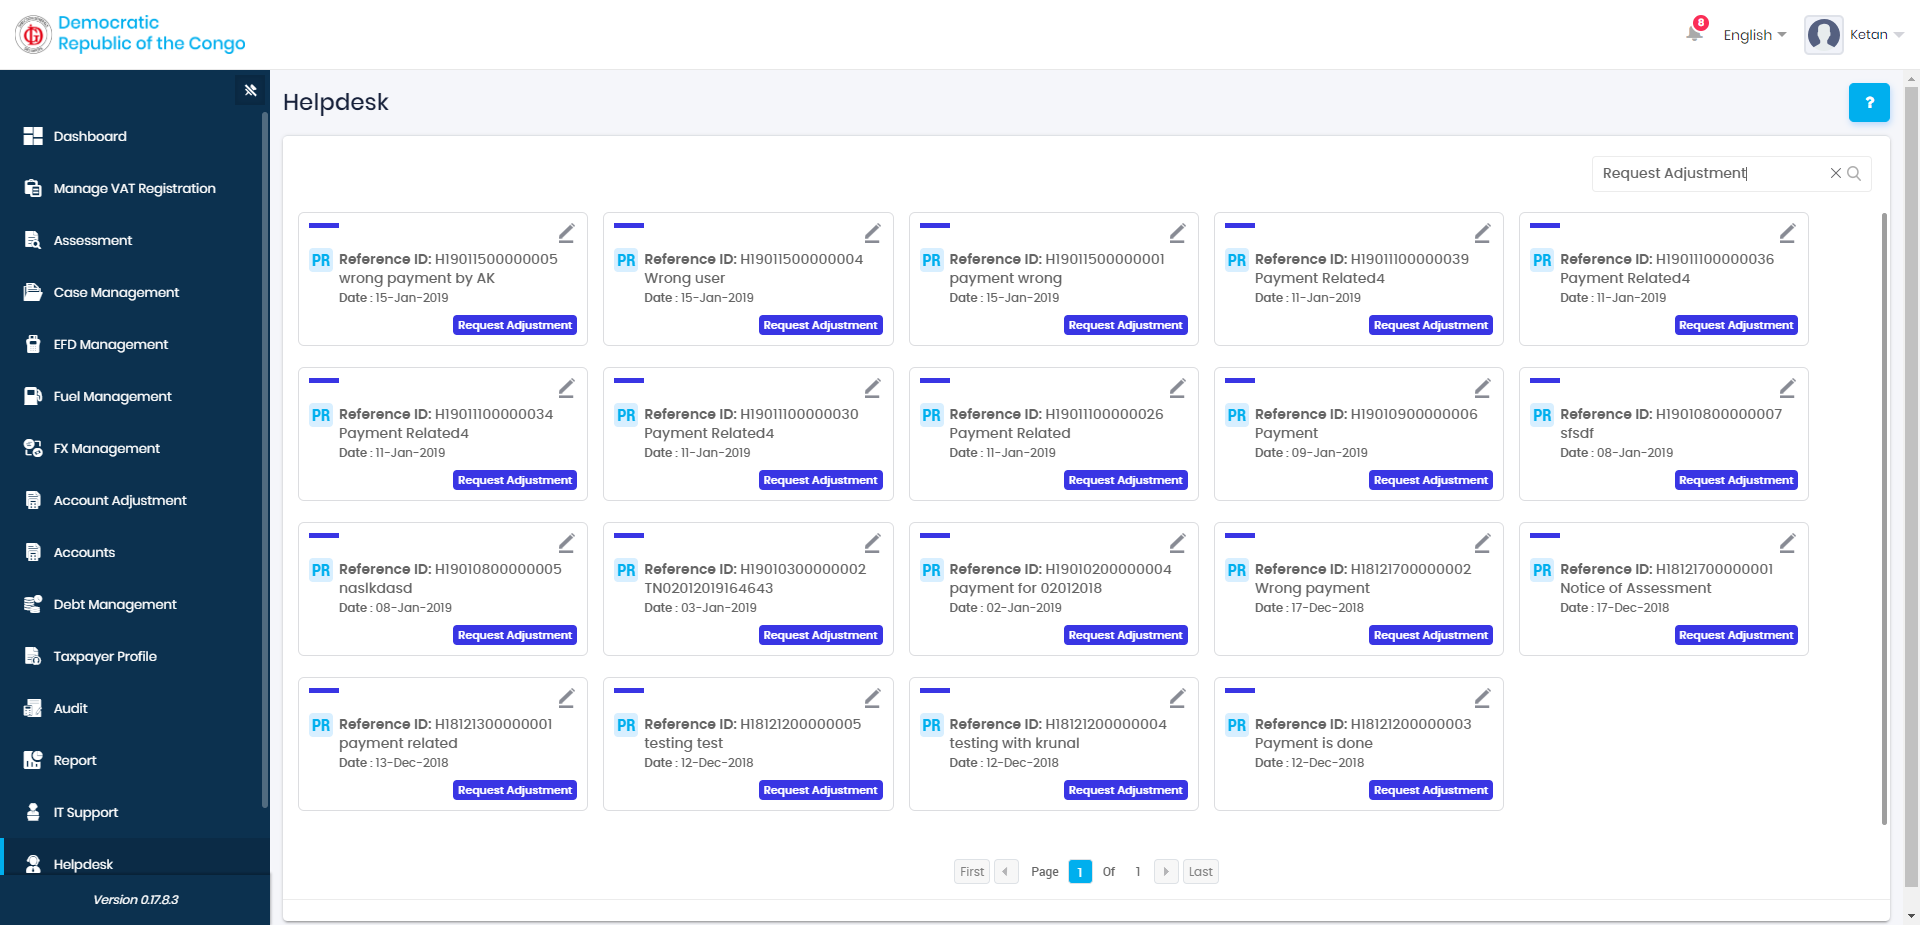 Democratic
Republic of the Congo
8
English
Ketan
Dashboard
Manage VAT Registration
Assessment
Case Management
EFD Management
Fuel Management
FX Management
Account Adjustment
Accounts
Debt Management
Taxpayer Profile
Audit
Report
IT Support
Helpdesk
Version 0.17.8.3
Helpdesk
?
Request Adjustment
PR Reference ID: H19011500000005
wrong payment by AK
Date : 15-Jan-2019
Request Adjustment
PR Reference ID: H19011500000004
Wrong user
Date : 15-Jan-2019
Request Adjustment
PR Reference ID: H19011500000001
payment wrong
Date : 15-Jan-2019
Request Adjustment
PR Reference ID: H19011100000039
Payment Related4
Date : 11-Jan-2019
Request Adjustment
PR Reference ID: H19011100000036
Payment Related4
Date : 11-Jan-2019
Request Adjustment
PR Reference ID: H19011100000034
Payment Related4
Date : 11-Jan-2019
Request Adjustment
PR Reference ID: H19011100000030
Payment Related4
Date : 11-Jan-2019
Request Adjustment
PR Reference ID: H19011100000026
Payment Related
Date : 11-Jan-2019
Request Adjustment
PR Reference ID: H19010900000006
Payment
Date : 09-Jan-2019
Request Adjustment
PR Reference ID: H19010800000007
sfsdf
Date : 08-Jan-2019
Request Adjustment
PR Reference ID: H19010800000005
naslkdasd
Date : 08-Jan-2019
Request Adjustment
PR Reference ID: H19010300000002
TN02012019164643
Date : 03-Jan-2019
Request Adjustment
PR Reference ID: H19010200000004
payment for 02012018
Date : 02-Jan-2019
Request Adjustment
PR Reference ID: H18121700000002
Wrong payment
Date : 17-Dec-2018
Request Adjustment
PR Reference ID: H18121700000001
Notice of Assessment
Date : 17-Dec-2018
Request Adjustment
PR Reference ID: H18121300000001
payment related
Date : 13-Dec-2018
Request Adjustment
PR Reference ID: H18121200000005
testing test
Date : 12-Dec-2018
Request Adjustment
PR Reference ID: H18121200000004
testing with krunal
Date : 12-Dec-2018
Request Adjustment
PR Reference ID: H18121200000003
Payment is done
Date : 12-Dec-2018
Request Adjustment
First Page 1 Of 1 Last